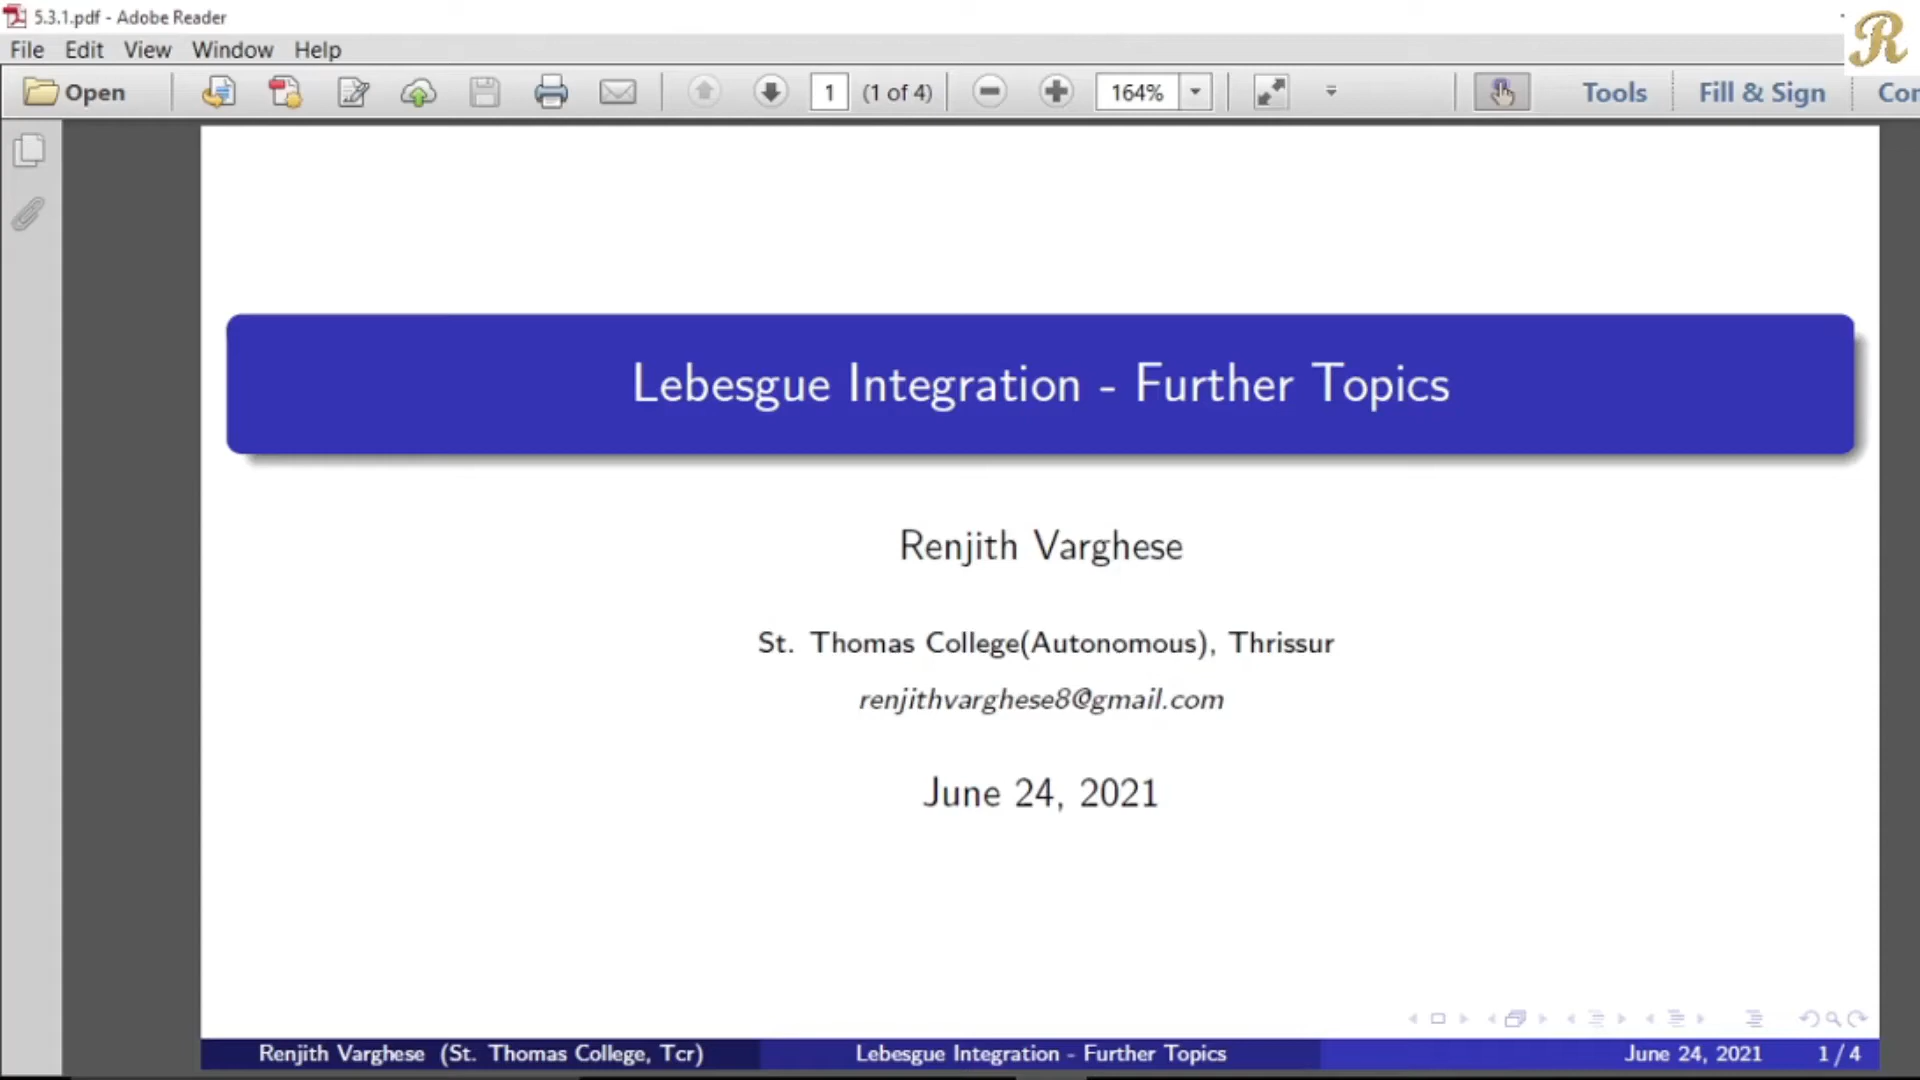 5.3.1.pdf - Adobe Reader
R
File Edit View Window Help
Open 1 (1 of 4) 164% Tools Fill & Sign
Lebesgue Integration - Further Topics
Renjith Varghese
St. Thomas College(Autonomous), Thrissur
renjithvarghese8@gmail.com
June 24, 2021
Renjith Varghese (St. Thomas College, Tcr) Lebesgue Integration - Further Topics June 24, 2021 1 / 4